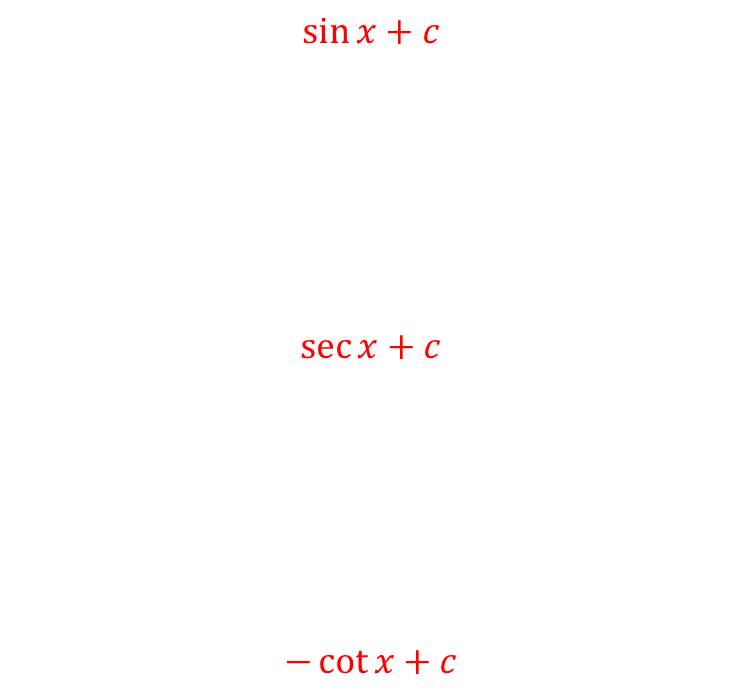 sin x + c
sec x + c
− cot x + c